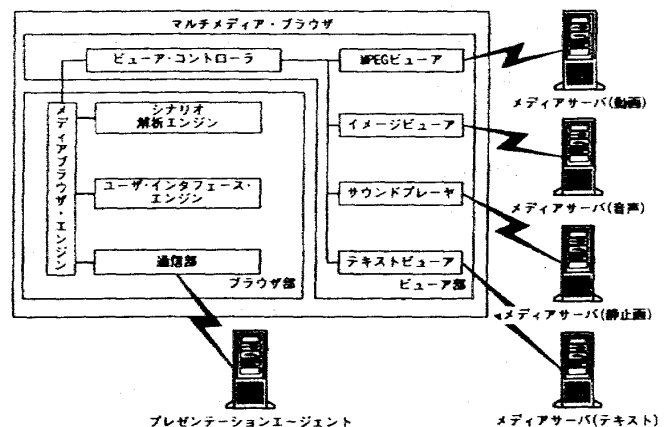 マルチメディア・ブラウザ
ビューア・コントローラ
MPEGビューア
メディアサーバ(動画)
メディアブラウザ・エンジン
シナリオ
解析エンジン
イメージビューア
メディアサーバ(音声)
ユーザ・インタフェース・
エンジン
サウンドプレーヤ
通信部
テキストビューア
ブラウザ部
ビューア部
メディアサーバ(静止画)
プレゼンテーションエージェント
メディアサーバ(テキスト)